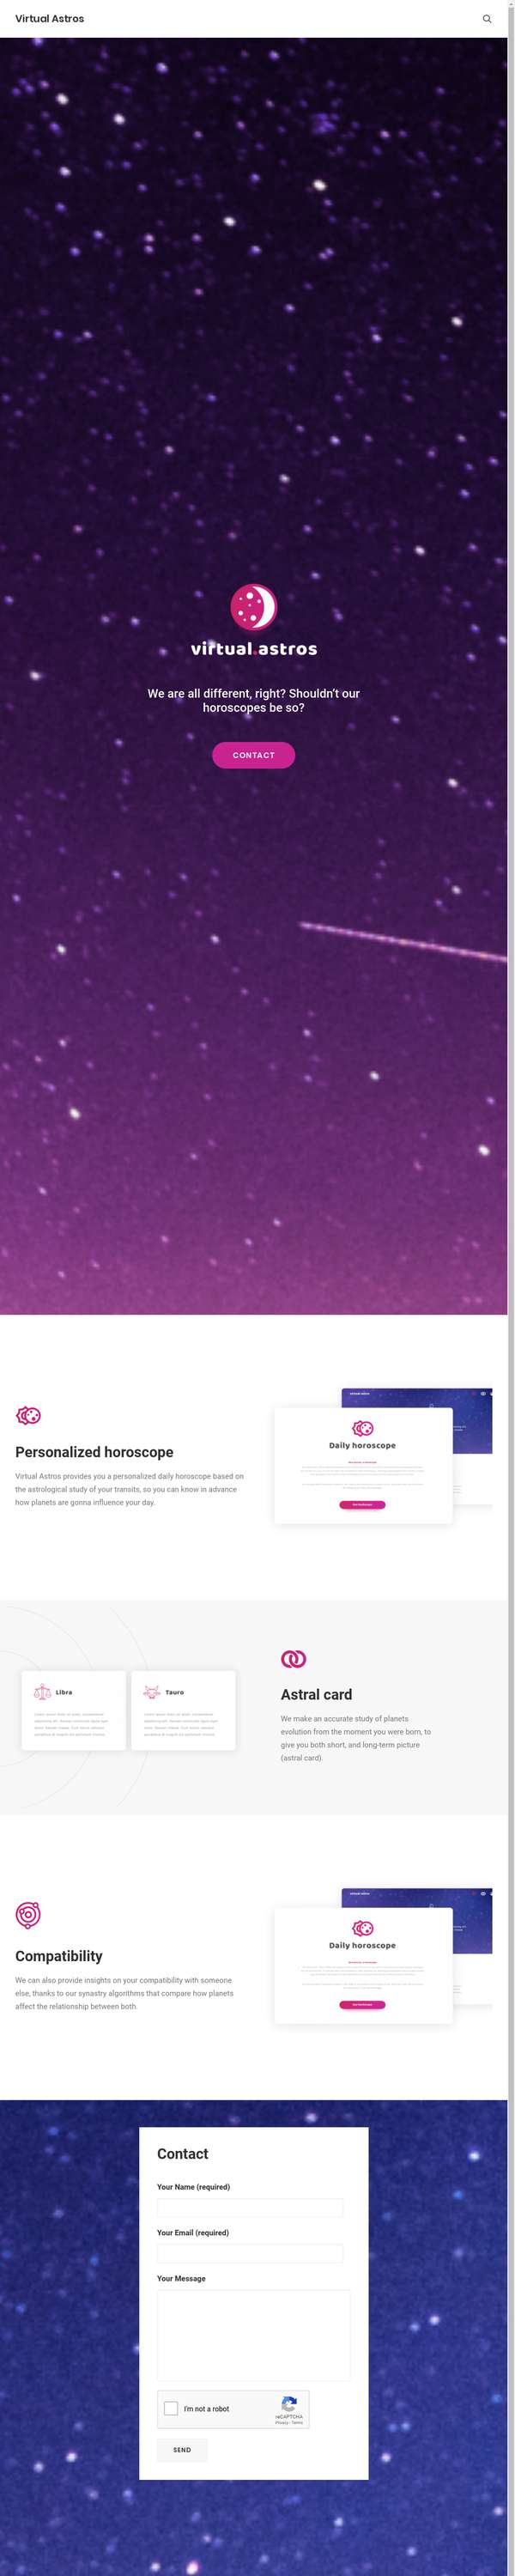 Virtual Astros
virtual.astros
We are all different, right? Shouldn't our
horoscopes be so?
CONTACT
Personalized horoscope
Virtual Astros provides you a personalized daily horoscope based on
the astrological study of your transits, so you can know in advance
how planets are gonna influence your day.
Daily horoscope
Libra
Tauro
Astral card
We make an accurate study of planets
evolution from the moment you were born, to
give you both short, and long-term picture
(astral card).
Compatibility
We can also provide insights on your compatibility with someone
else, thanks to our synastry algorithms that compare how planets
affect the relationship between both.
Daily horoscope
Contact
Your Name (required)
Your Email (required)
Your Message
I'm not a robot
reCAPTCHA
Privacy - Terms
SEND